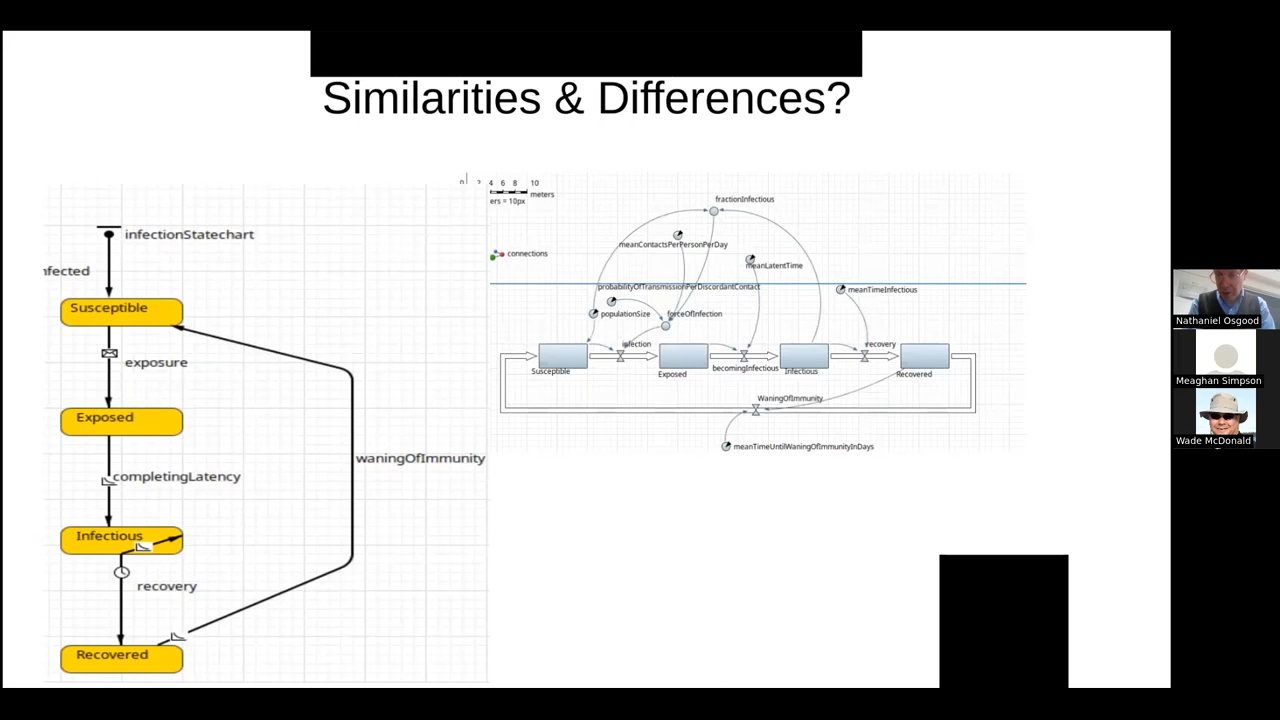 Similarities & Differences?
infectionStatechart
nfected
Susceptible
exposure
Exposed
completingLatency
waningOfImmunity
Infectious
recovery
Recovered
0 2 4 6 8 10
meters
ers = 10px
connections
fractionInfectious
meanContactsPerPersonPerDay
meanLatentTime
probabilityOfTransmissionPerDiscordantContact
meanTimeInfectious
populationSize
forceOfInfection
infection
recovery
Susceptible
Exposed
becomingInfectious
Infectious
Recovered
WaningOfImmunity
meanTimeUntilWaningOfImmunityInDays
Nathaniel Osgood
Meaghan Simpson
Wade McDonald